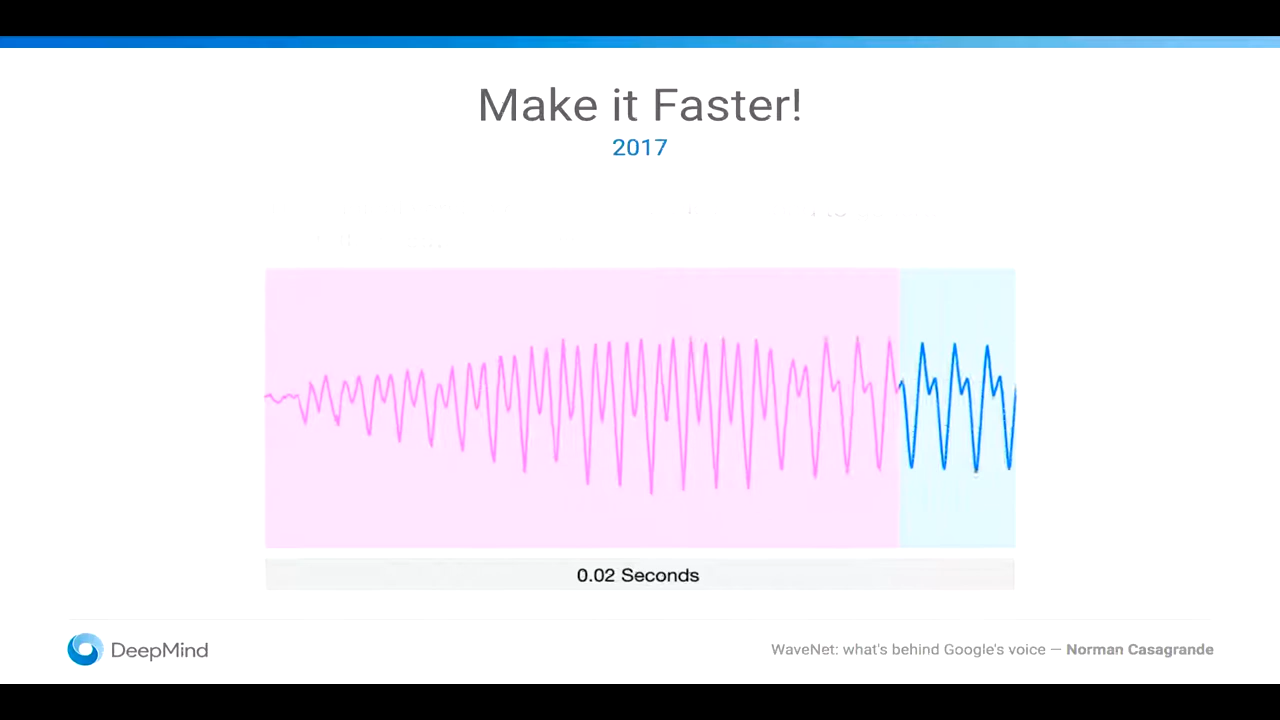 Make it Faster!
2017
0.02 Seconds
DeepMind
WaveNet: what's behind Google's voice — Norman Casagrande